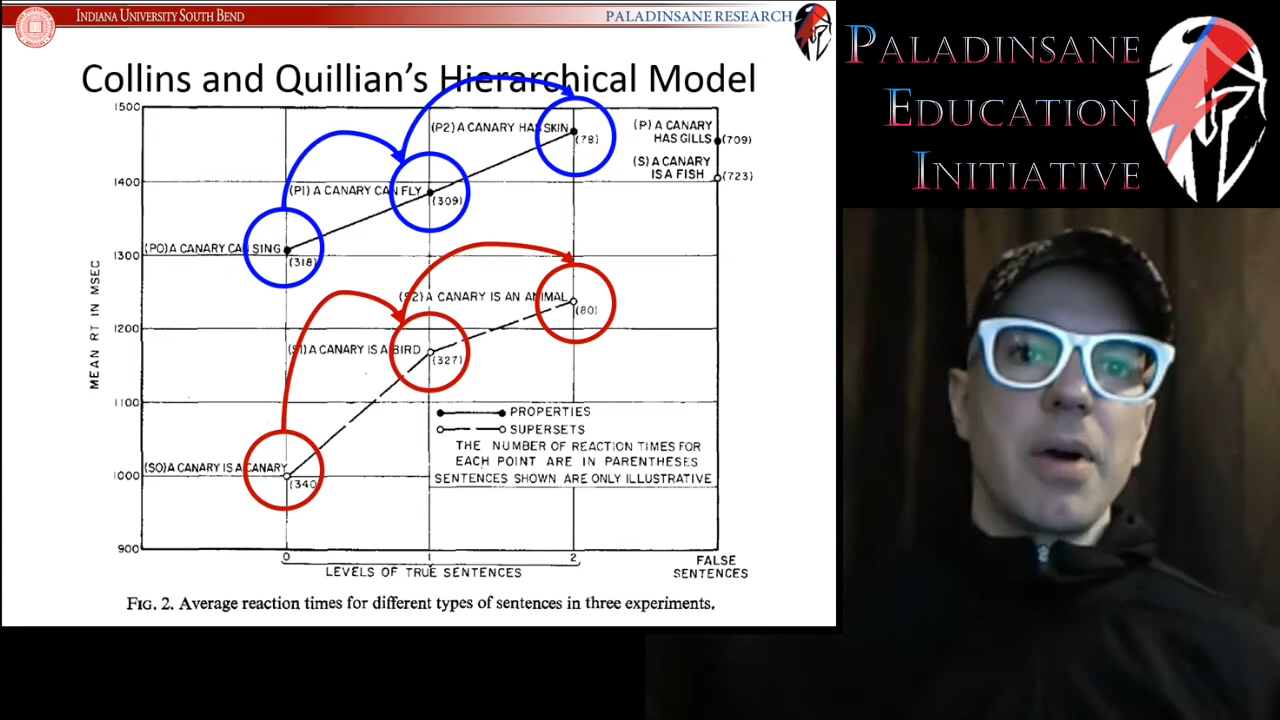 INDIANA UNIVERSITY SOUTH BEND
PALADINSANE RESEARCH
PALADINSANE
EDUCATION
INITIATIVE
Collins and Quillian's Hierarchical Model
1500
1400
1300
1200
1100
1000
900
MEAN RT IN MSEC
(P2) A CANARY HAS SKIN
(78)
(P) A CANARY
HAS GILLS
(709)
(S) A CANARY
IS A FISH
(723)
(P1) A CANARY CAN FLY
(309)
(P0) A CANARY CAN SING
(318)
(S2) A CANARY IS AN ANIMAL
(80)
(S1) A CANARY IS A BIRD
(327)
(S0) A CANARY IS A CANARY
(340)
PROPERTIES
SUPERSETS
THE NUMBER OF REACTION TIMES FOR
EACH POINT ARE IN PARENTHESES
SENTENCES SHOWN ARE ONLY ILLUSTRATIVE
0
1
2
FALSE
SENTENCES
LEVELS OF TRUE SENTENCES
FIG. 2. Average reaction times for different types of sentences in three experiments.